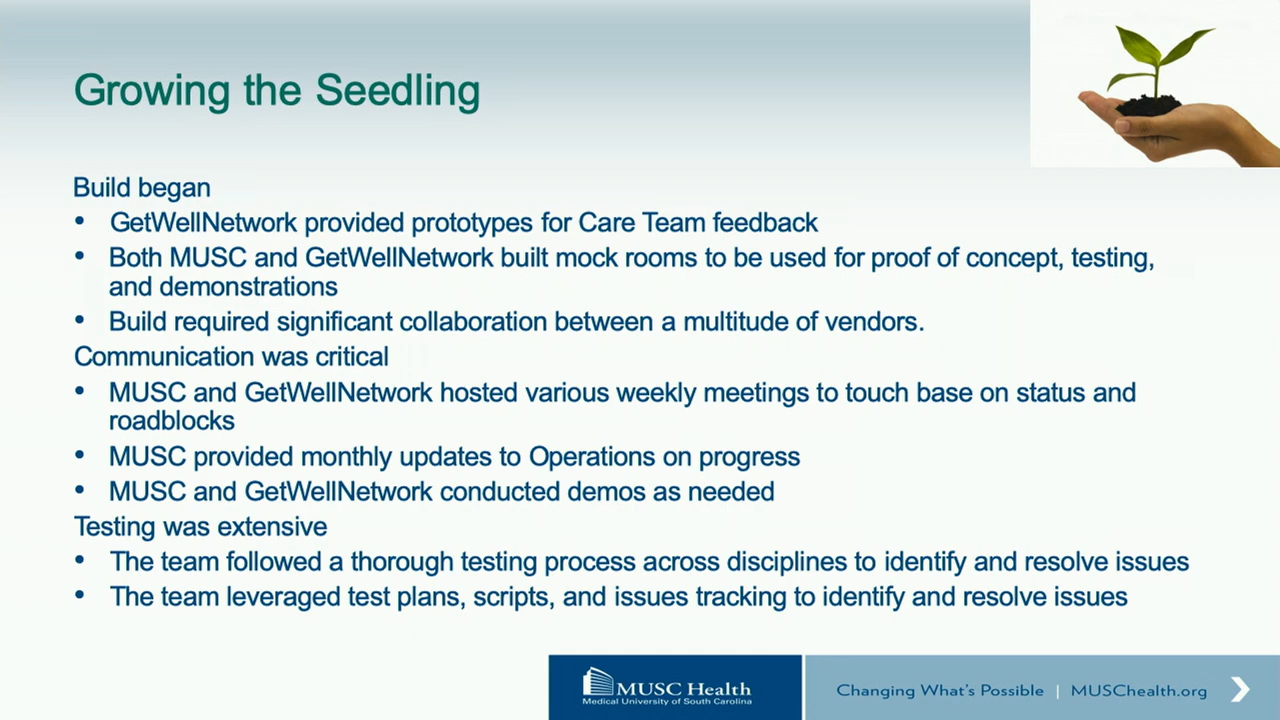 Growing the Seedling
Build began
• GetWellNetwork provided prototypes for Care Team feedback
• Both MUSC and GetWellNetwork built mock rooms to be used for proof of concept, testing,
and demonstrations
• Build required significant collaboration between a multitude of vendors.
Communication was critical
• MUSC and GetWellNetwork hosted various weekly meetings to touch base on status and
roadblocks
• MUSC provided monthly updates to Operations on progress
• MUSC and GetWellNetwork conducted demos as needed
Testing was extensive
• The team followed a thorough testing process across disciplines to identify and resolve issues
• The team leveraged test plans, scripts, and issues tracking to identify and resolve issues
MUSC Health
Medical University of South Carolina
Changing What's Possible | MUSChealth.org